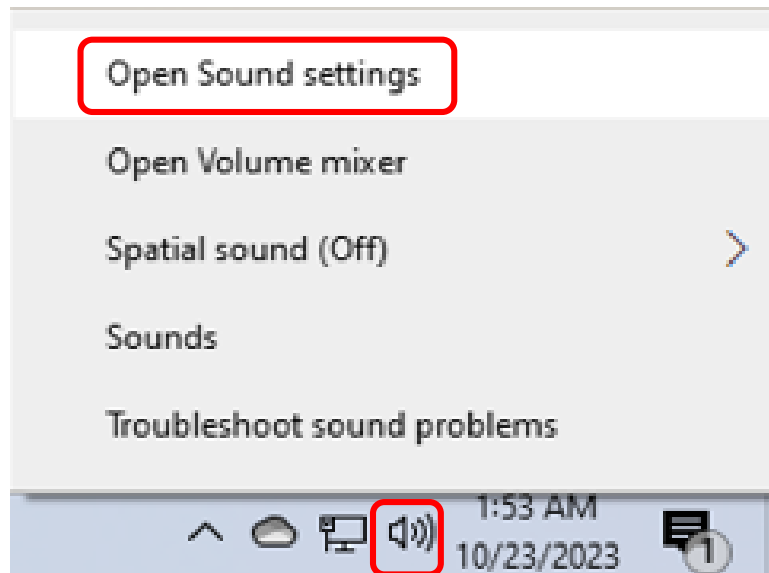 Open Sound settings
Open Volume mixer
Spatial sound (Off)
Sounds
Troubleshoot sound problems
1:53 AM
10/23/2023
1